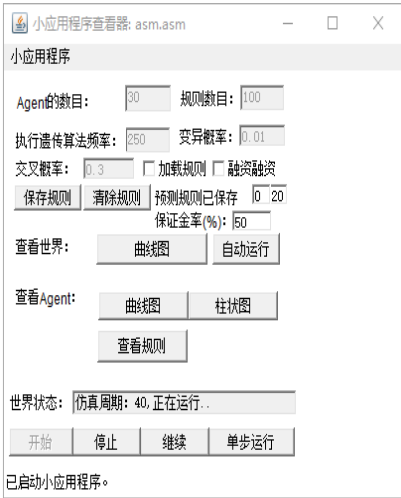 小应用程序查看器: asm.asm
小应用程序
Agent的数目： 30 规则数目：100
执行遗传算法频率：250 变异概率：0.01
交叉概率：0.3 加载规则 融资融资
保存规则 清除规则 预测规则已保存 0 20
保证金率(%)：50
查看世界： 曲线图 自动运行
查看Agent： 曲线图 柱状图
查看规则
世界状态： 仿真周期：40,正在运行..
开始 停止 继续 单步运行
已启动小应用程序。